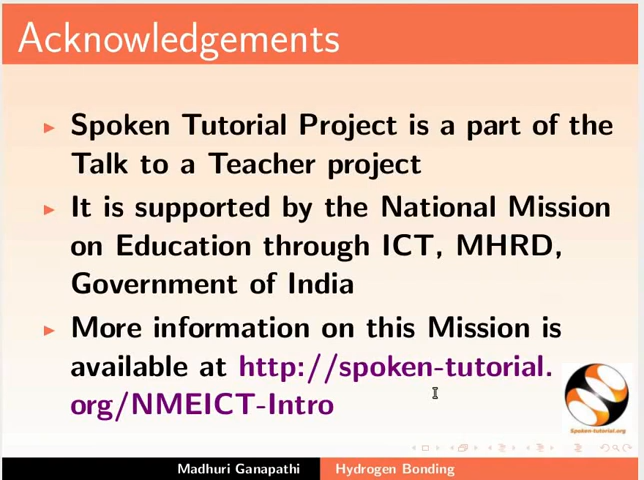 Acknowledgements
Spoken Tutorial Project is a part of the
Talk to a Teacher project
It is supported by the National Mission
on Education through ICT, MHRD,
Government of India
More information on this Mission is
available at http://spoken-tutorial.
org/NMEICT-Intro
Spoken-tutorial.org
Madhuri Ganapathi Hydrogen Bonding